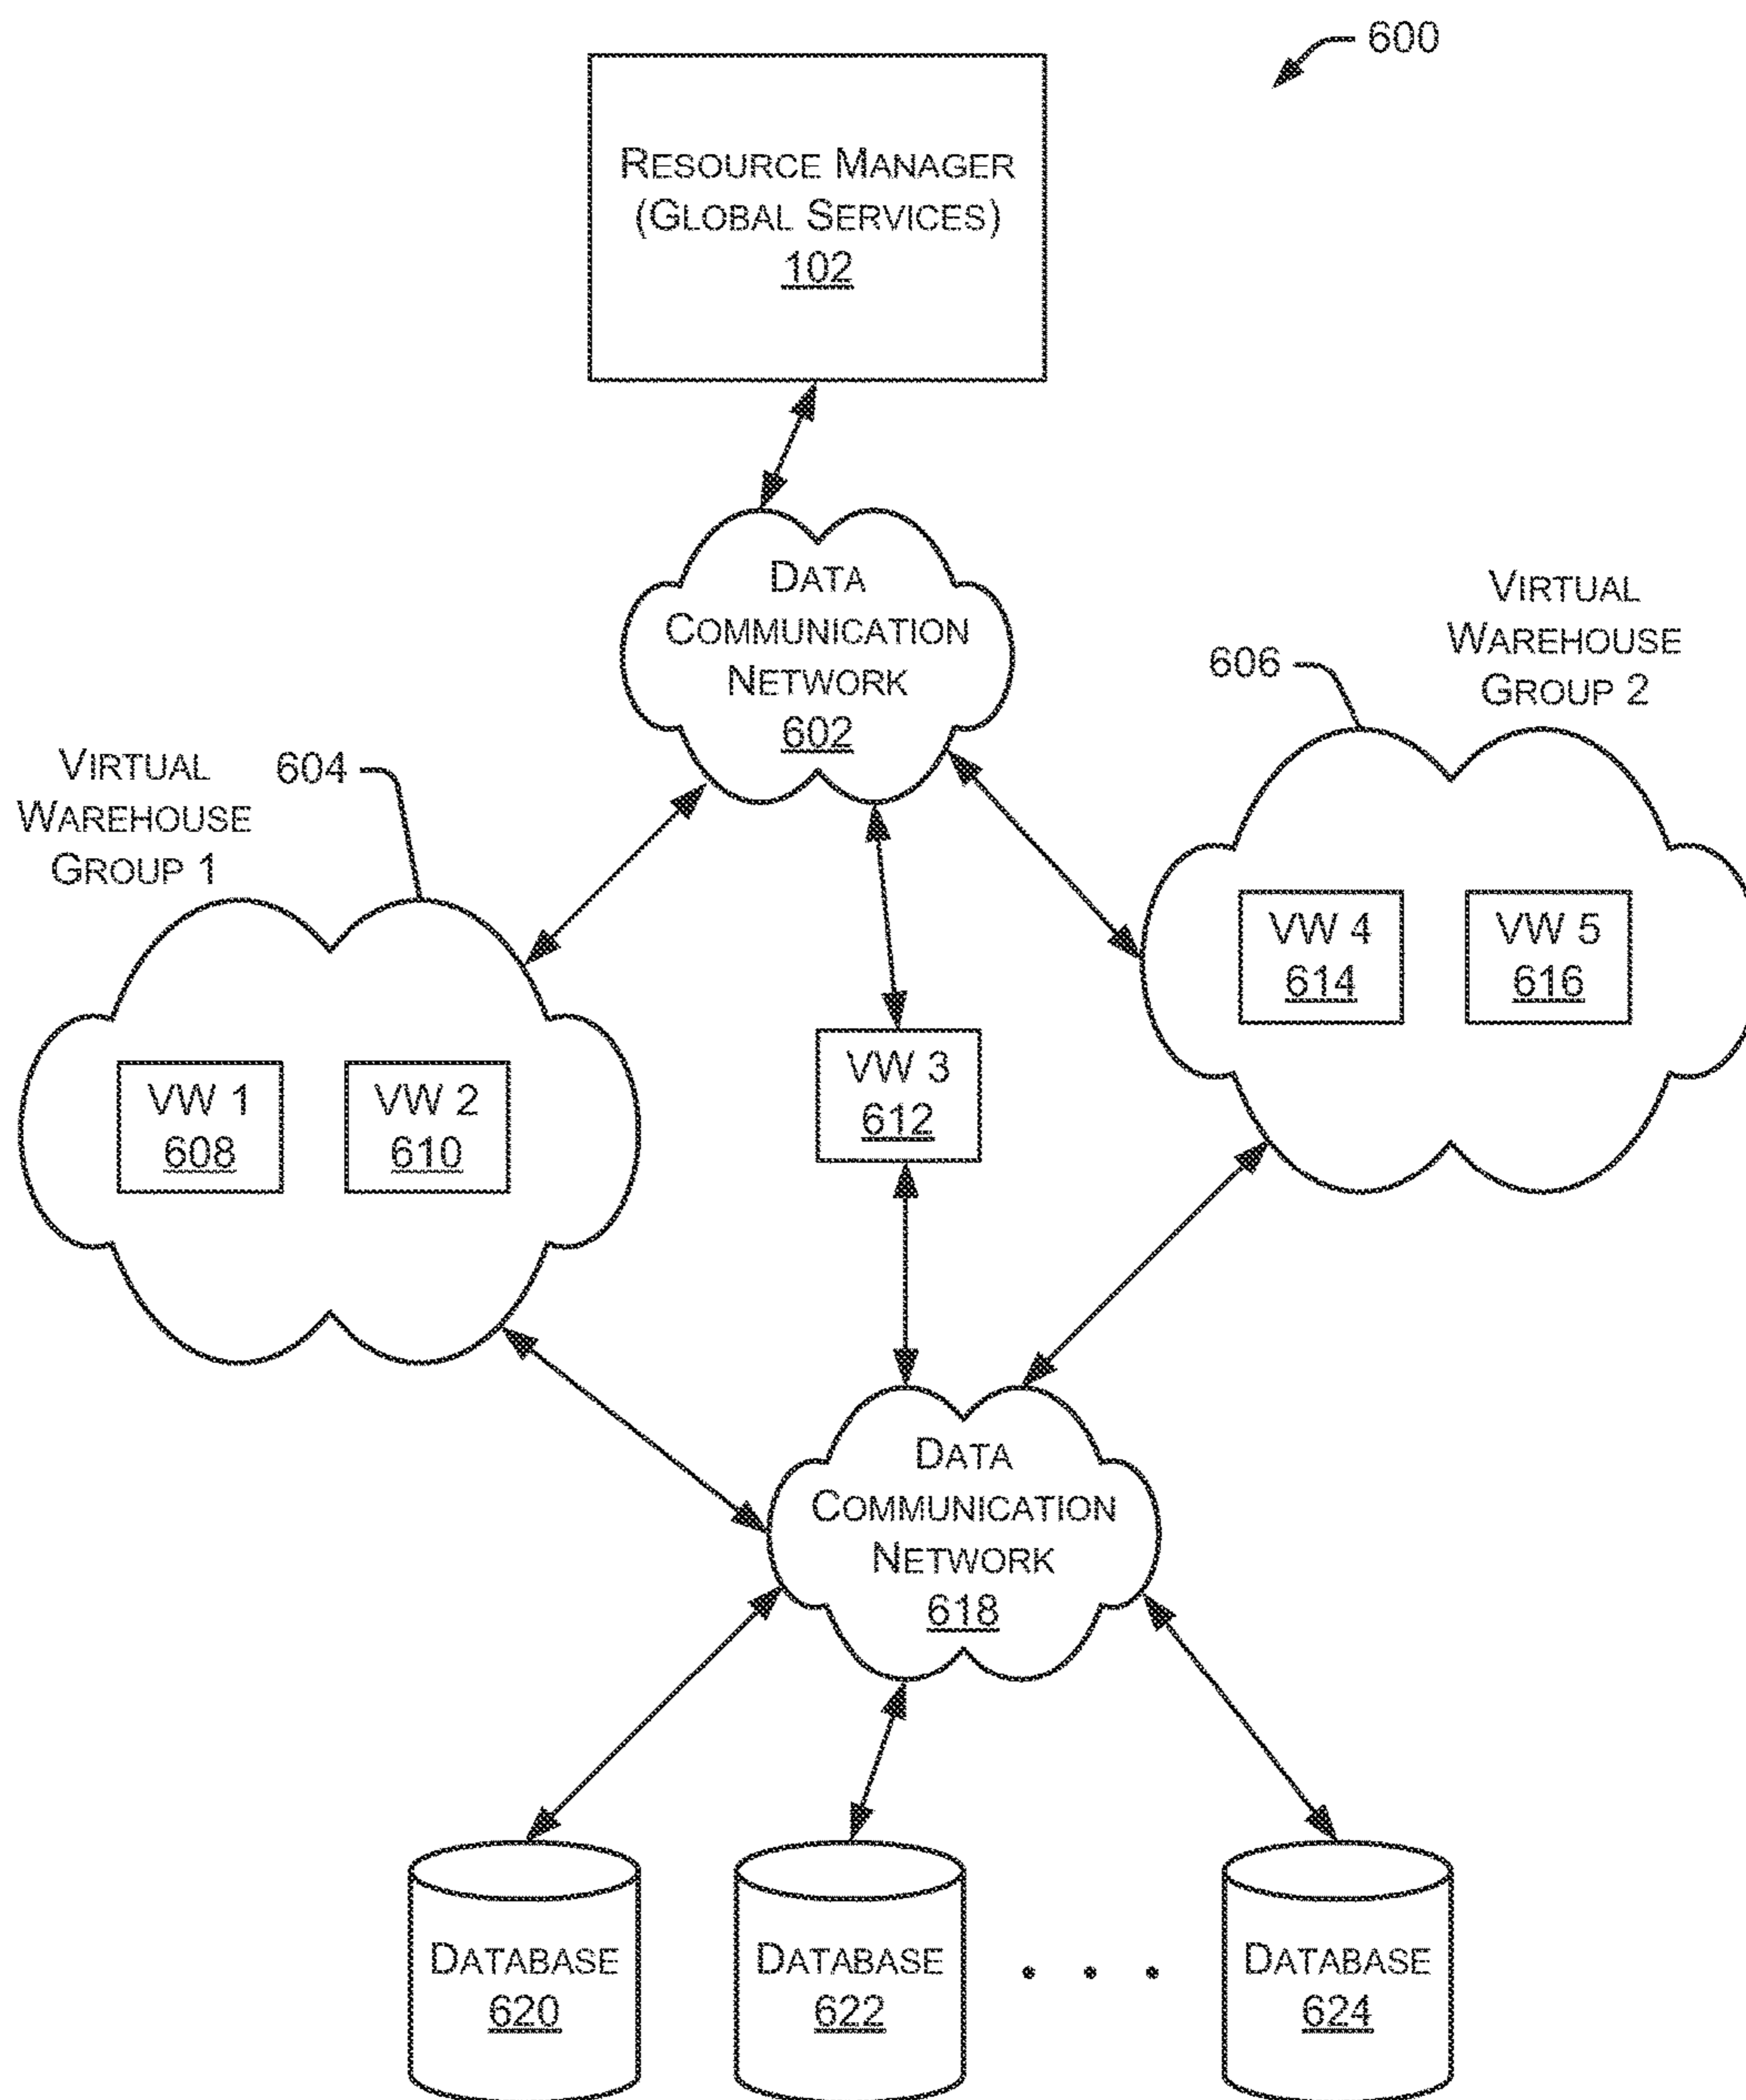 600
RESOURCE MANAGER
(GLOBAL SERVICES)
102
DATA
COMMUNICATION
NETWORK
602
VIRTUAL
WAREHOUSE
GROUP 2
606
VIRTUAL
WAREHOUSE
GROUP 1
604
VW 4
614
VW 5
616
VW 3
612
VW 1
608
VW 2
610
DATA
COMMUNICATION
NETWORK
618
DATABASE
620
DATABASE
622
. . .
DATABASE
624